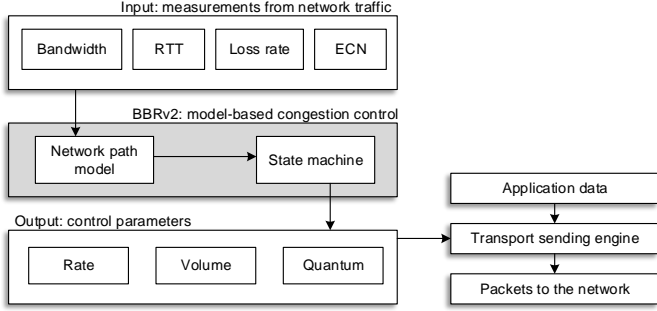 Input: measurements from network traffic
Bandwidth
RTT
Loss rate
ECN
BBRv2: model-based congestion control
Network path
model
State machine
Output: control parameters
Rate
Volume
Quantum
Application data
Transport sending engine
Packets to the network